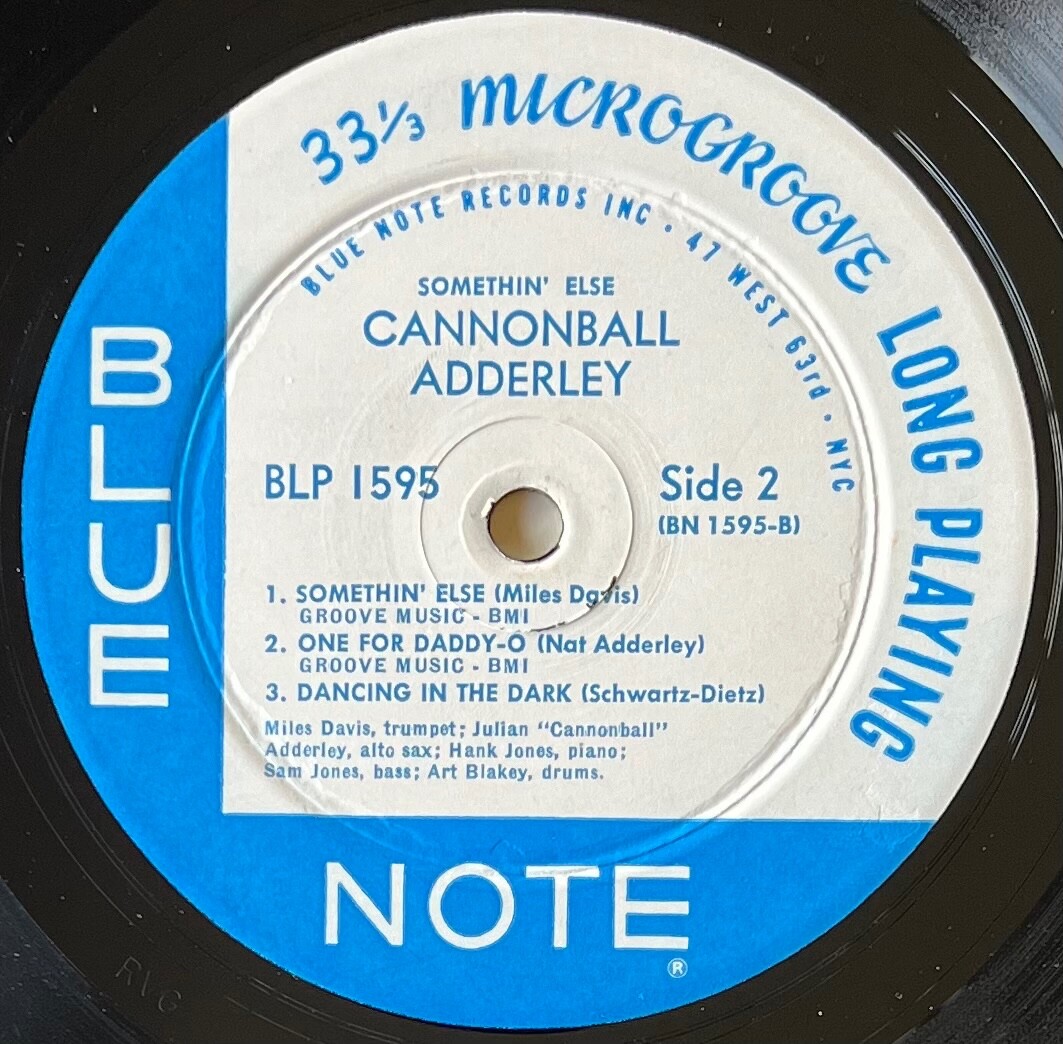 33⅓ MICROGROOVE LONG PLAYING
BLUE NOTE RECORDS INC • 47 WEST 63rd • NYC
SOMETHIN' ELSE
CANNONBALL
ADDERLEY
BLP 1595
Side 2
(BN 1595-B)
1. SOMETHIN' ELSE (Miles Davis)
GROOVE MUSIC - BMI
2. ONE FOR DADDY-O (Nat Adderley)
GROOVE MUSIC - BMI
3. DANCING IN THE DARK (Schwartz-Dietz)
Miles Davis, trumpet; Julian "Cannonball"
Adderley, alto sax; Hank Jones, piano;
Sam Jones, bass; Art Blakey, drums.
BLUE
NOTE
®
RVG